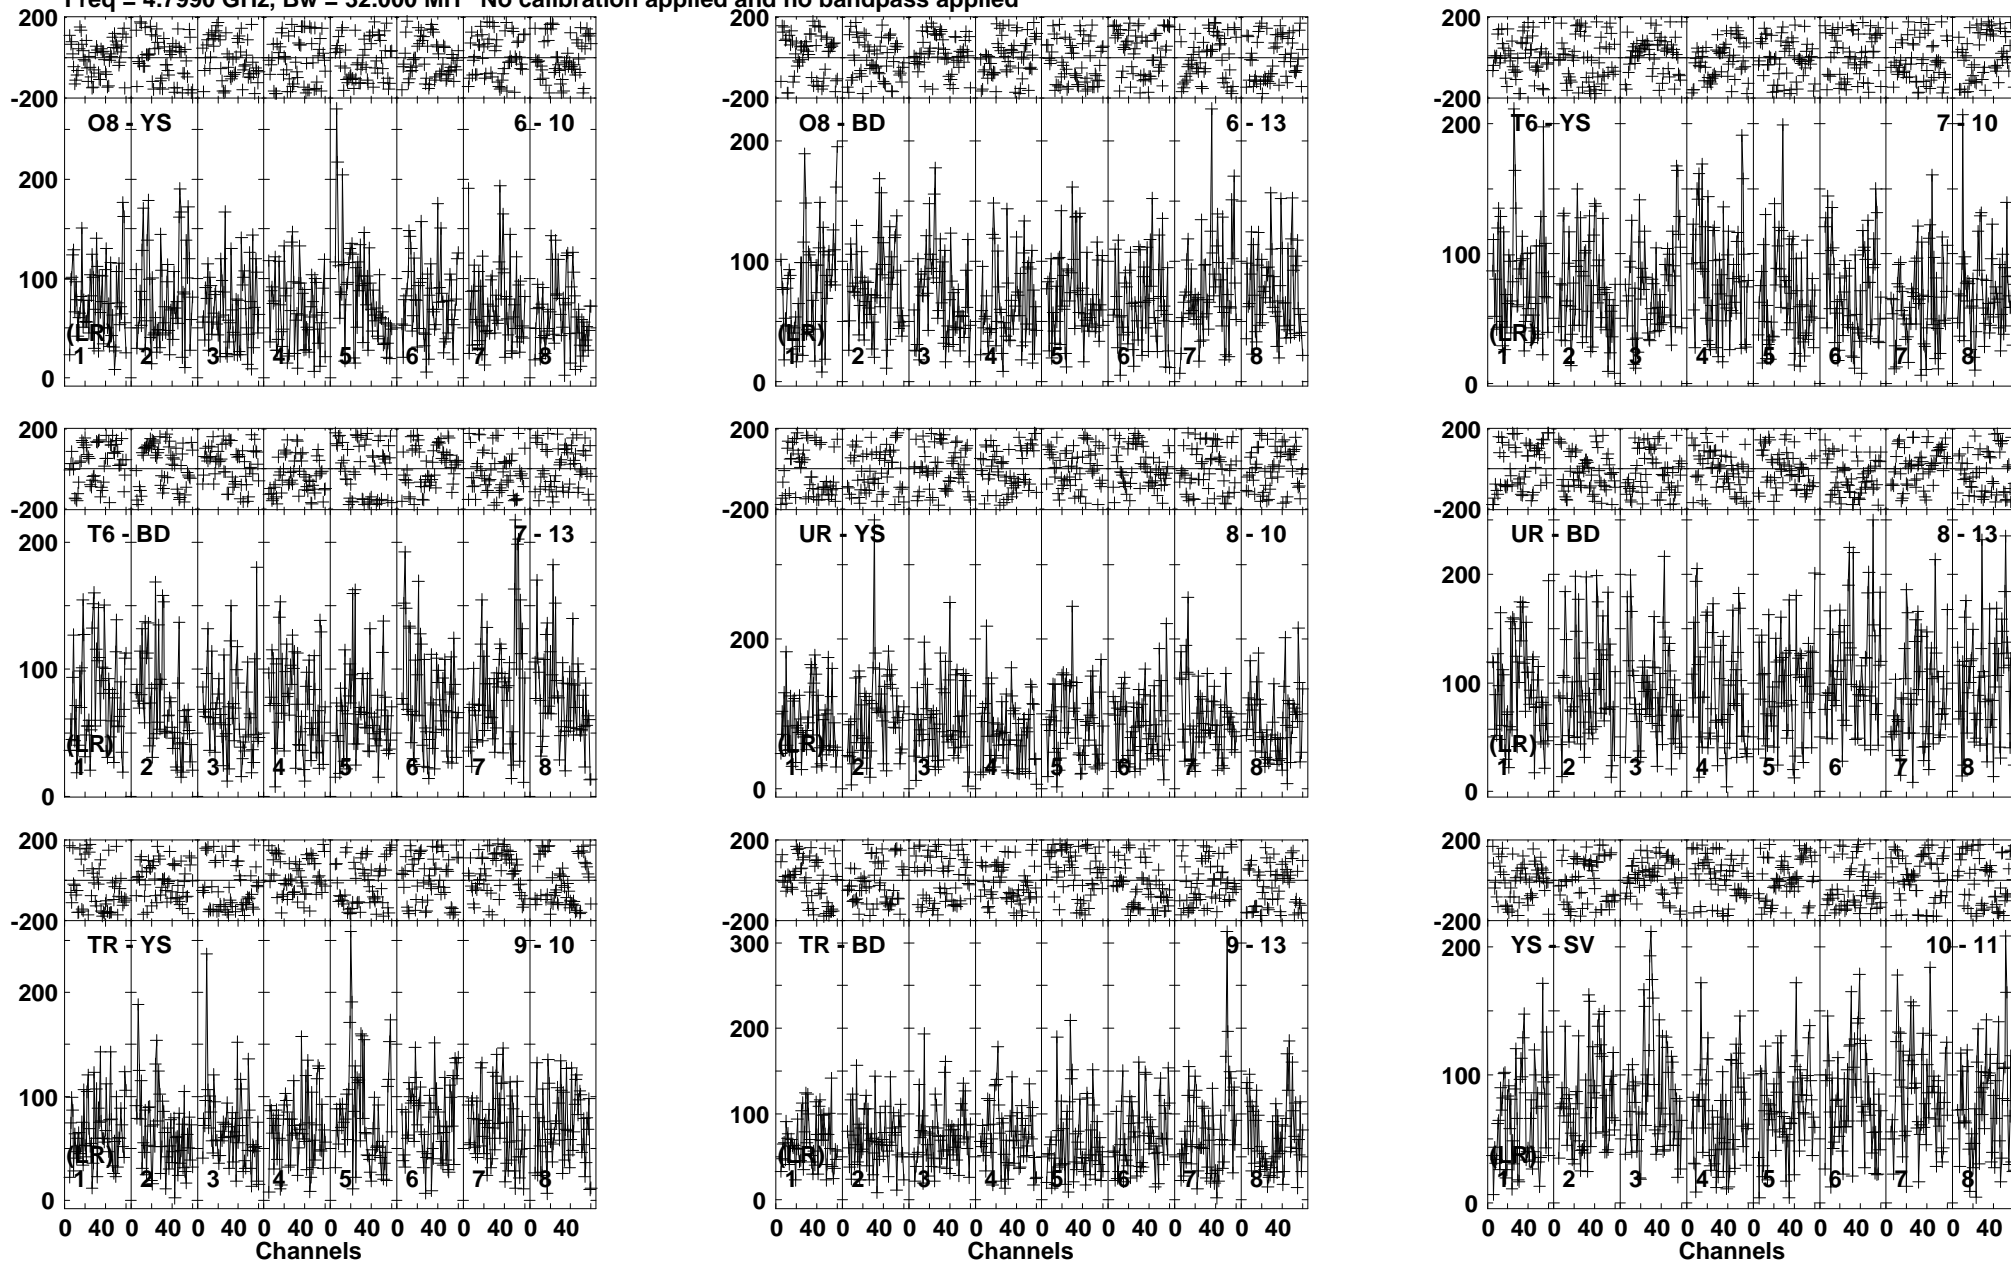 Freq = 4.7990 GHz, Bw = 32.000 MH No calibration applied and no bandpass applied
200 200 200
-200 -200 -200
O8 - YS 6 - 10 O8 - BD 6 - 13 T6 - YS 7 - 10
200 200 200
100 100 100
(LR) (LR) (LR)
1 2 3 4 5 6 7 8 1 2 3 4 5 6 7 8 1 2 3 4 5 6 7 8
0 0 0
200 200 200
-200 -200 -200
T6 - BD 7 - 13 UR - YS 8 - 10 UR - BD 8 - 13
200 200 200
100 100
(LR) (LR) (LR)
1 2 3 4 5 6 7 8 1 2 3 4 5 6 7 8 1 2 3 4 5 6 7 8
0 0 0
200 200 200
-200 -200 -200
TR - YS 9 - 10 TR - BD 9 - 13 YS - SV 10 - 11
300
200 200 200
100 100 100
(LR) (LR) (LR)
1 2 3 4 5 6 7 8 1 2 3 4 5 6 7 8 1 2 3 4 5 6 7 8
0 0 0
0 40 0 40 0 40 0 40 0 40 0 40 0 40 0 40 0 40 0 40 0 40 0 40 0 40 0 40 0 40 0 40 0 40 0 40 0 40 0 40 0 40 0 40 0 40 0 40
Channels Channels Channels